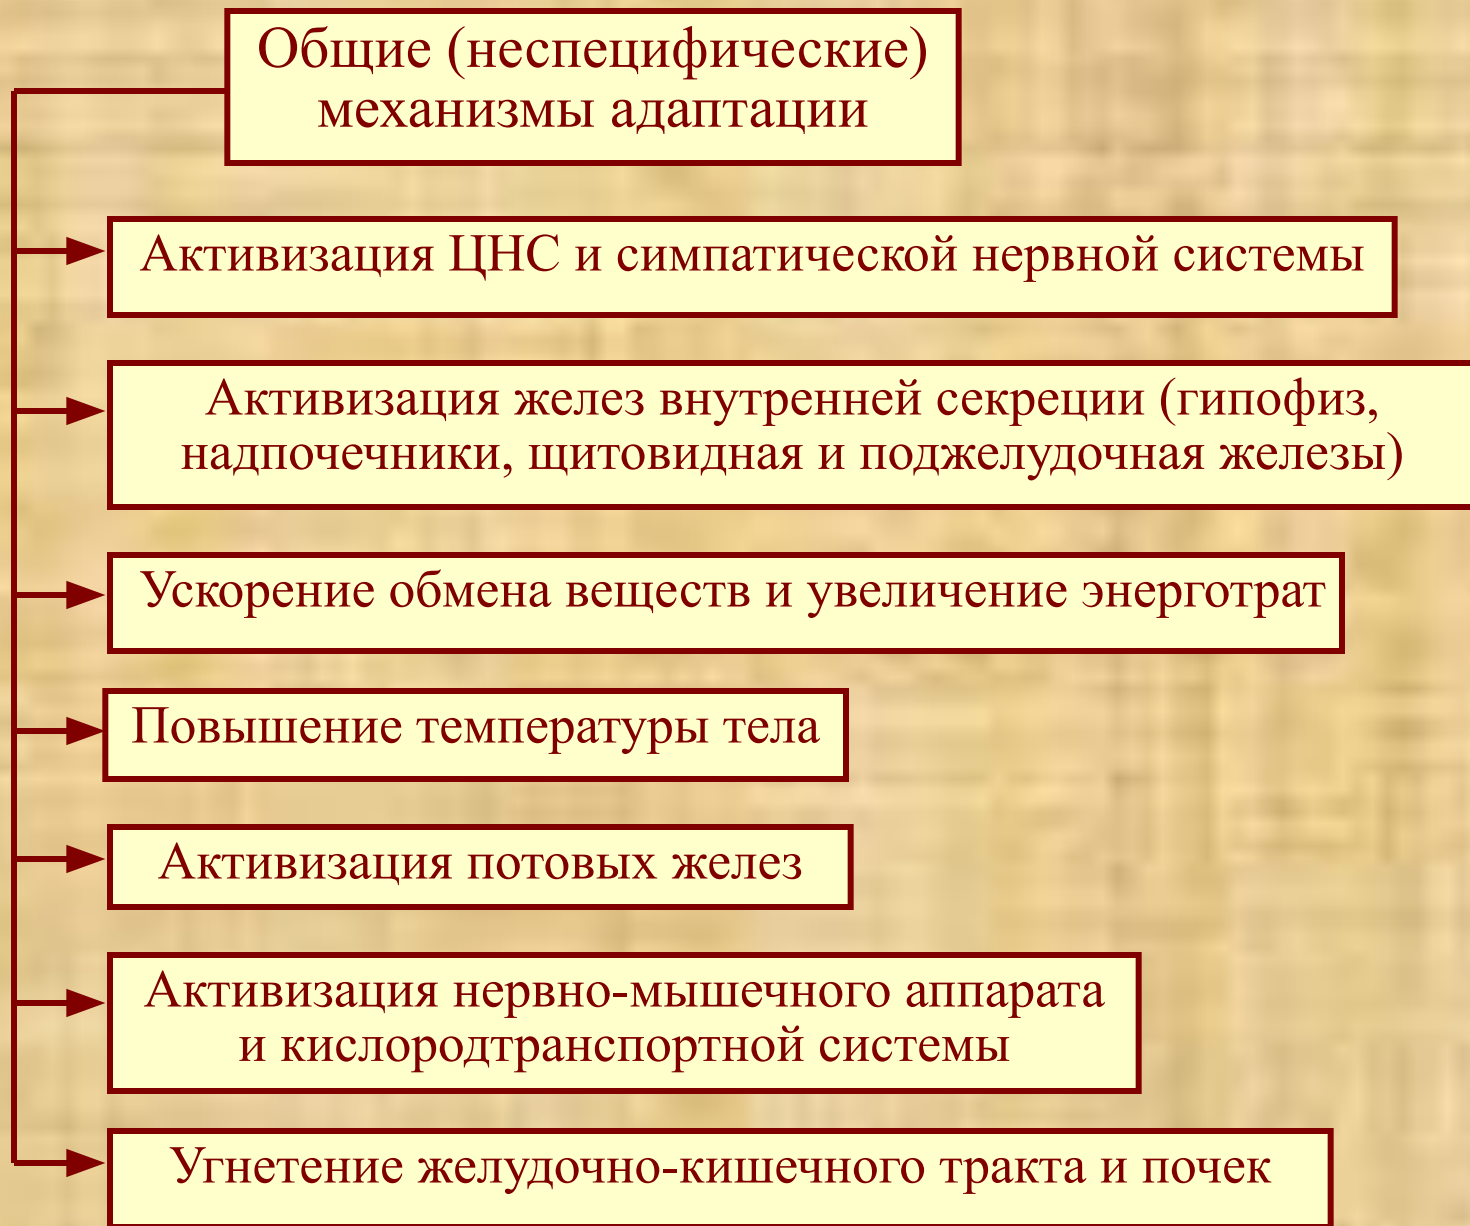 Общие (неспецифические)
механизмы адаптации
Активизация ЦНС и симпатической нервной системы
Активизация желез внутренней секреции (гипофиз,
надпочечники, щитовидная и поджелудочная железы)
Ускорение обмена веществ и увеличение энерготрат
Повышение температуры тела
Активизация потовых желез
Активизация нервно-мышечного аппарата
и кислородтранспортной системы
Угнетение желудочно-кишечного тракта и почек